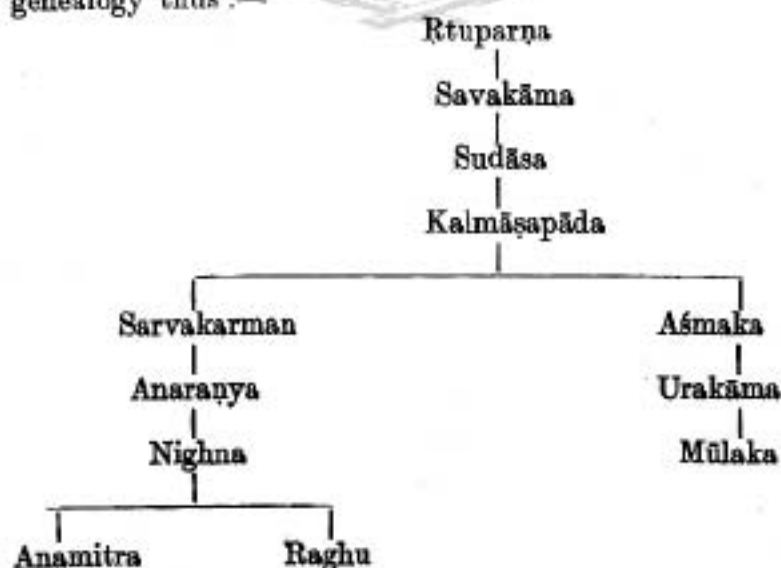 genealogy thus :—
Ṛtuparṇa
Savakāma
Sudāsa
Kalmāṣapāda
Sarvakarman Aśmaka
Anaraṇya Urakāma
Nighna Mūlaka
Anamitra Raghu